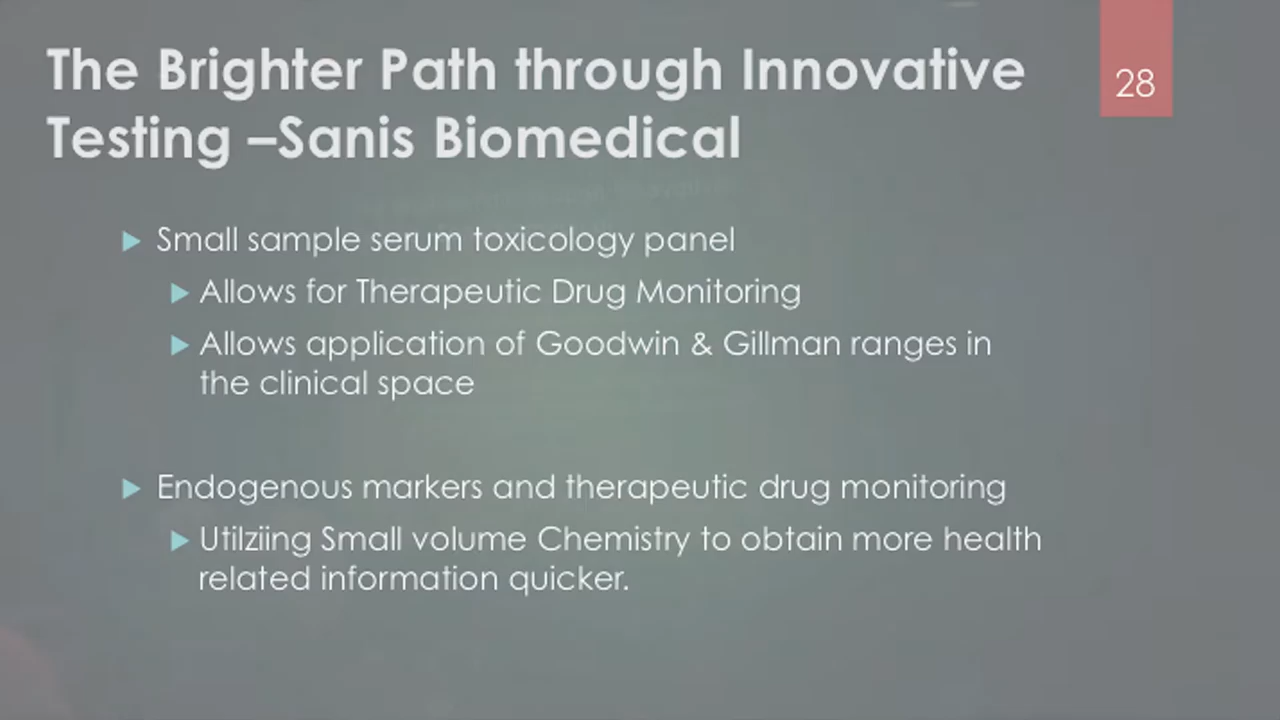 The Brighter Path through Innovative
Testing –Sanis Biomedical
28
Small sample serum toxicology panel
Allows for Therapeutic Drug Monitoring
Allows application of Goodwin & Gillman ranges in
the clinical space
Endogenous markers and therapeutic drug monitoring
Utilziing Small volume Chemistry to obtain more health
related information quicker.